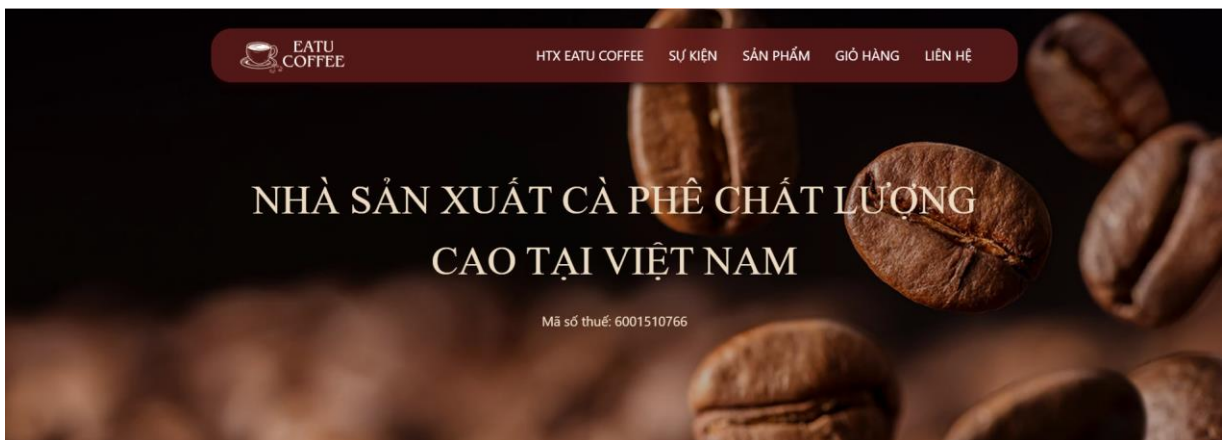 EATU
COFFEE
HTX EATU COFFEE SỰ KIỆN SẢN PHẨM GIỎ HÀNG LIÊN HỆ
NHÀ SẢN XUẤT CÀ PHÊ CHẤT LƯỢNG
CAO TẠI VIỆT NAM
Mã số thuế: 6001510766